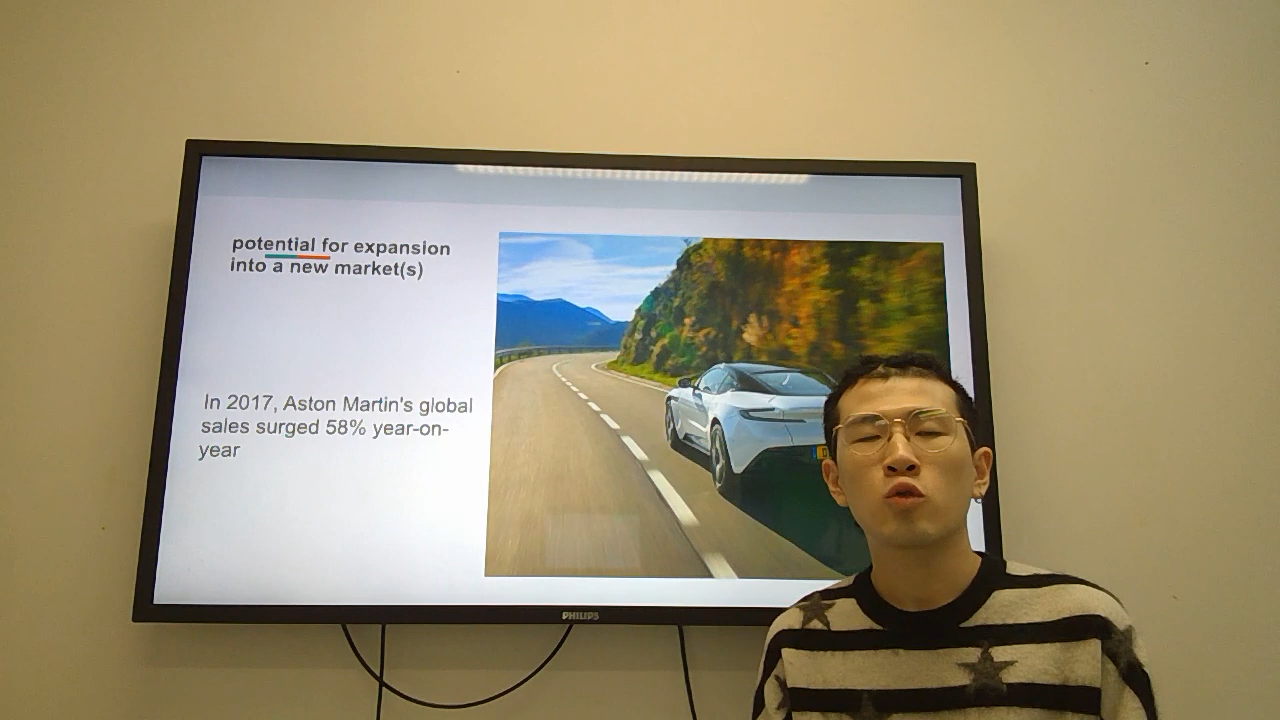 potential for expansion
into a new market(s)
In 2017, Aston Martin's global
sales surged 58% year-on-
year
PHILIPS